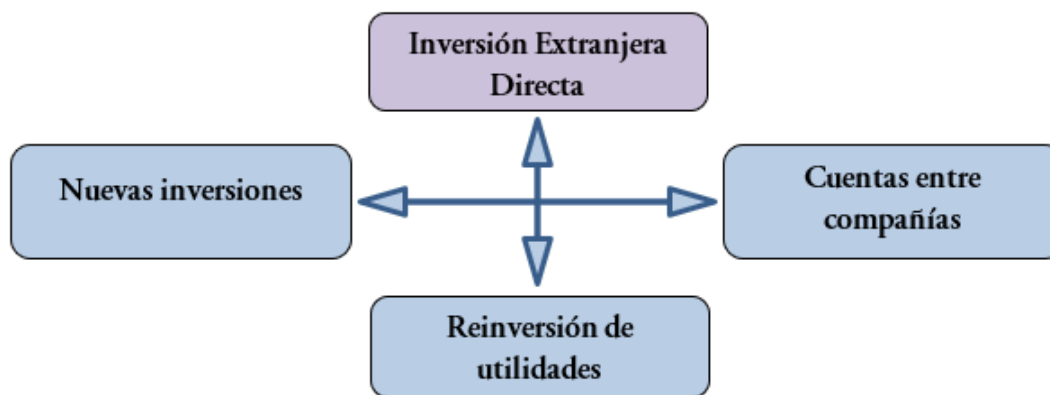 Inversión Extranjera
Directa
Nuevas inversiones
Cuentas entre
compañías
Reinversión de
utilidades